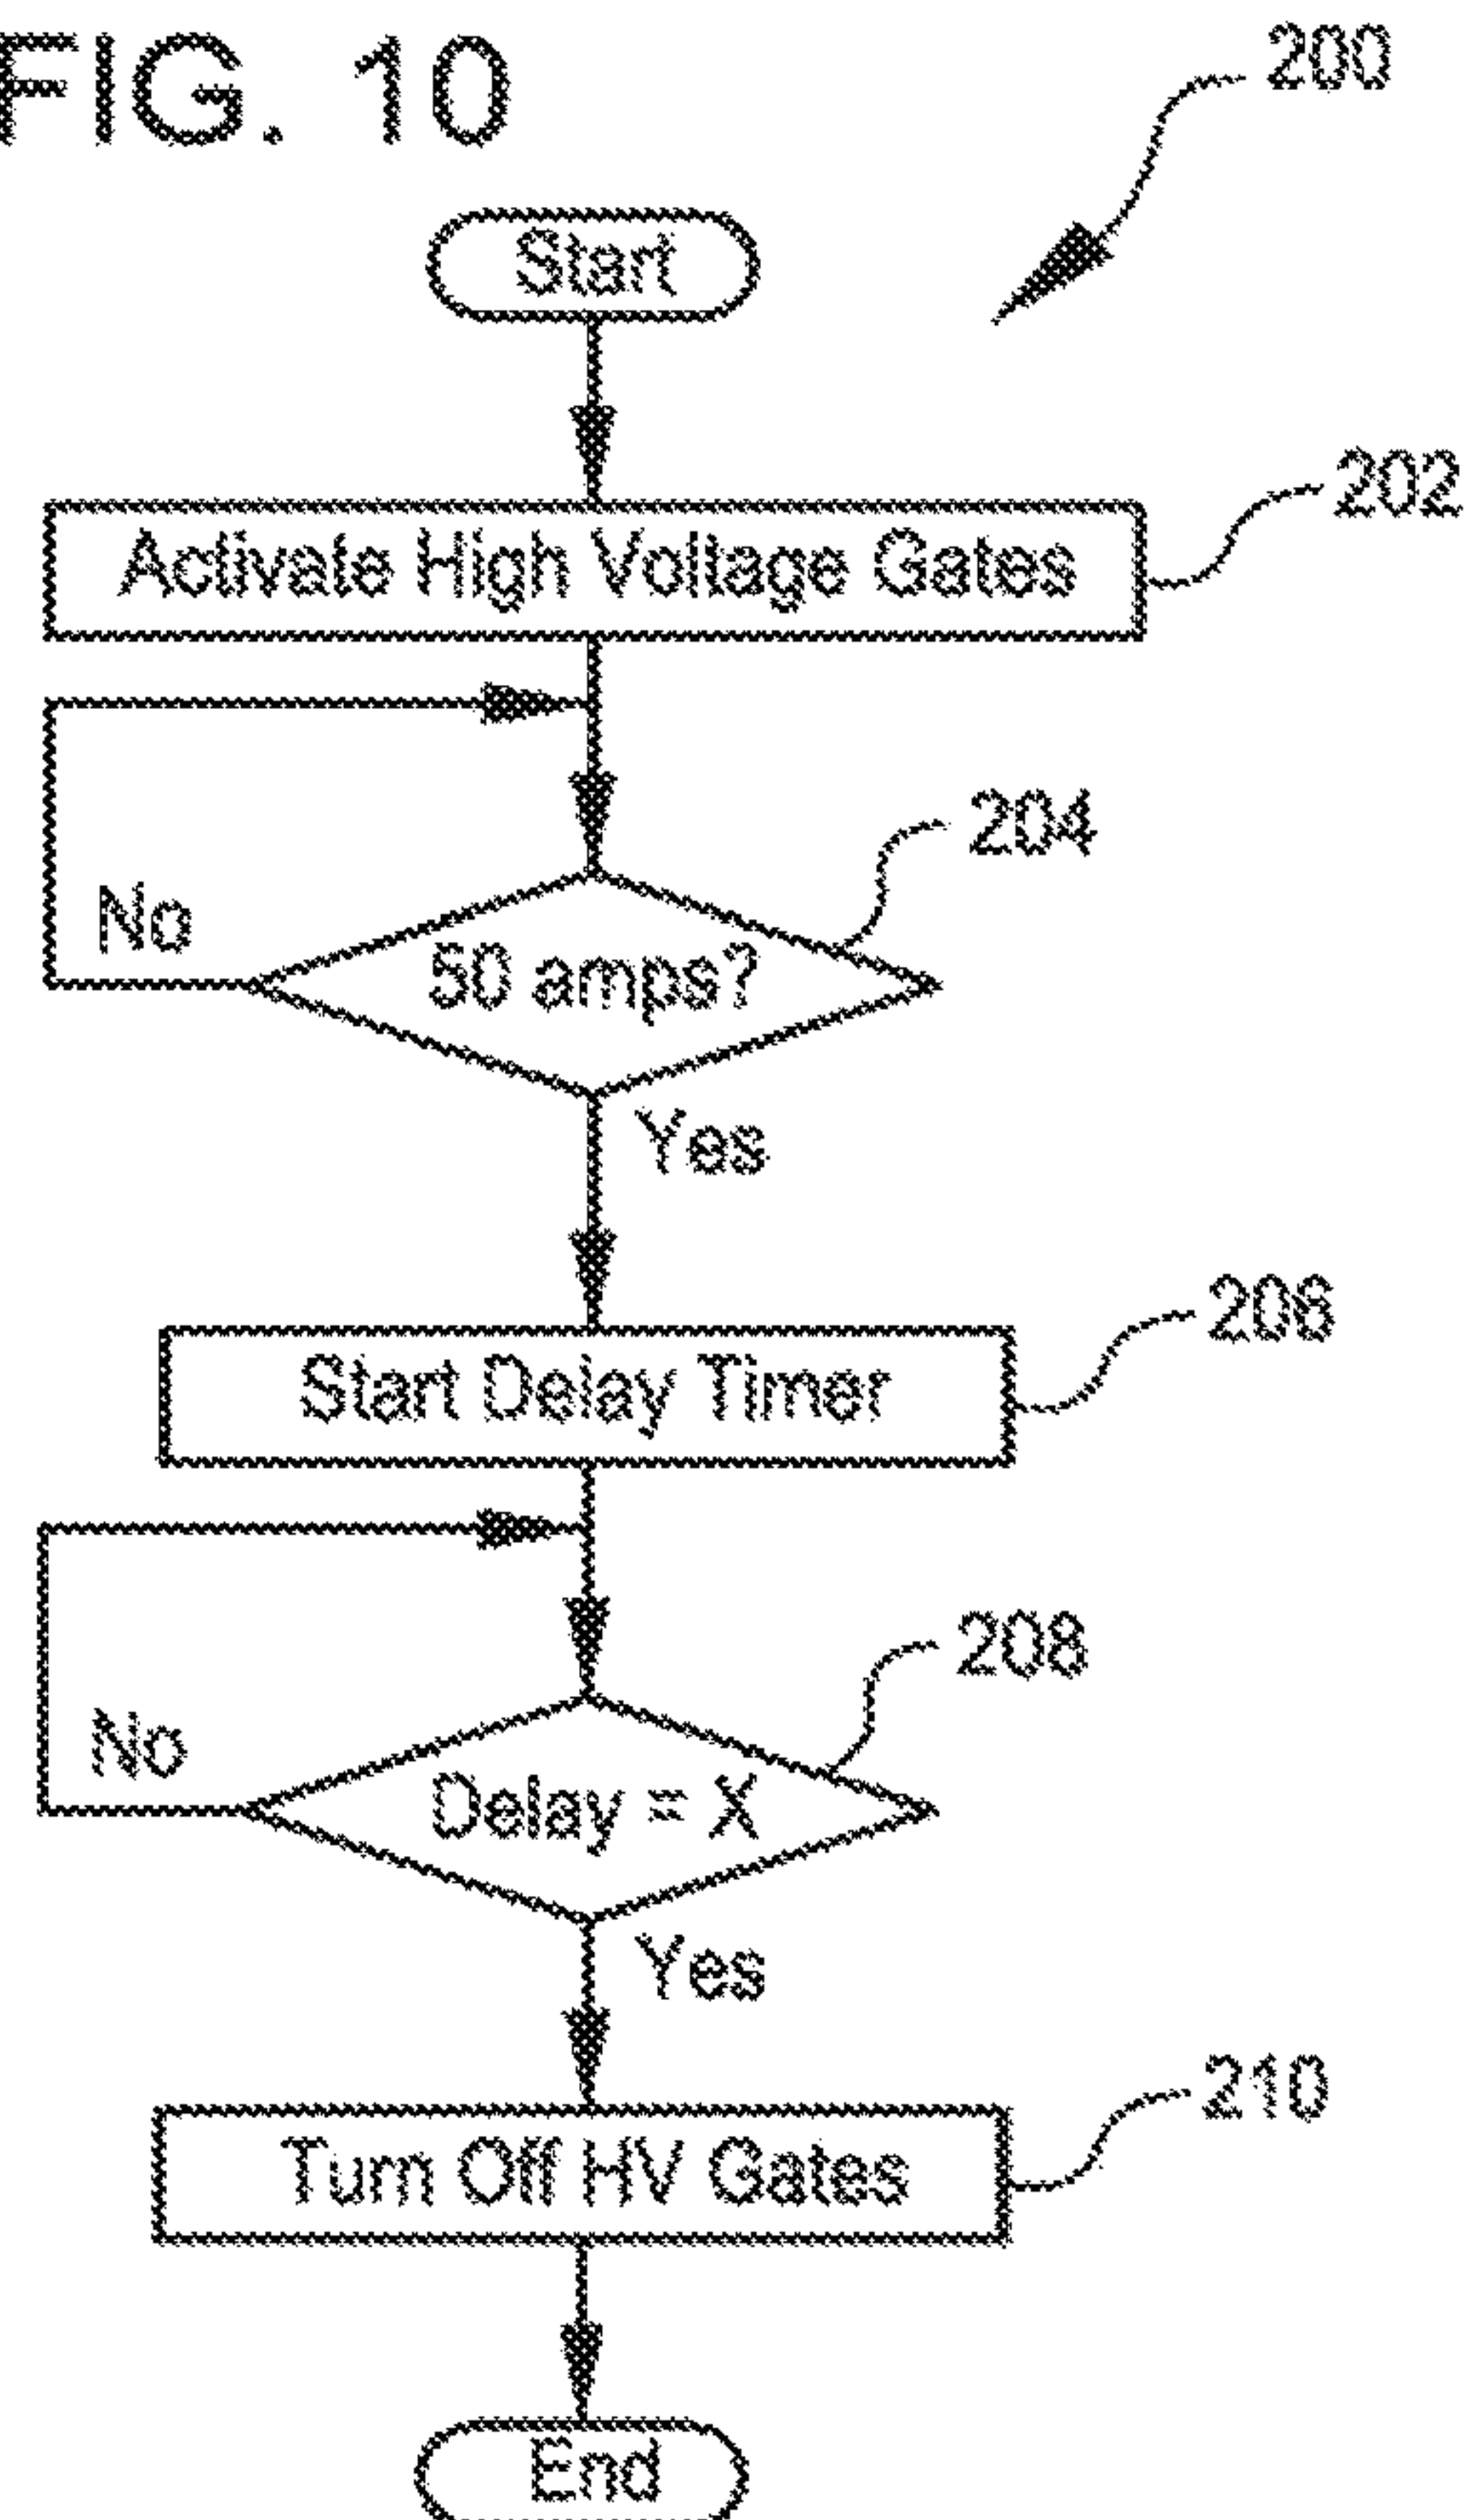 FIG. 10
200
Start
Activate High Voltage Gates
202
204
No
50 amps?
Yes
206
Start Delay Timer
208
No
Delay = X
Yes
210
Turn Off HV Gates
End